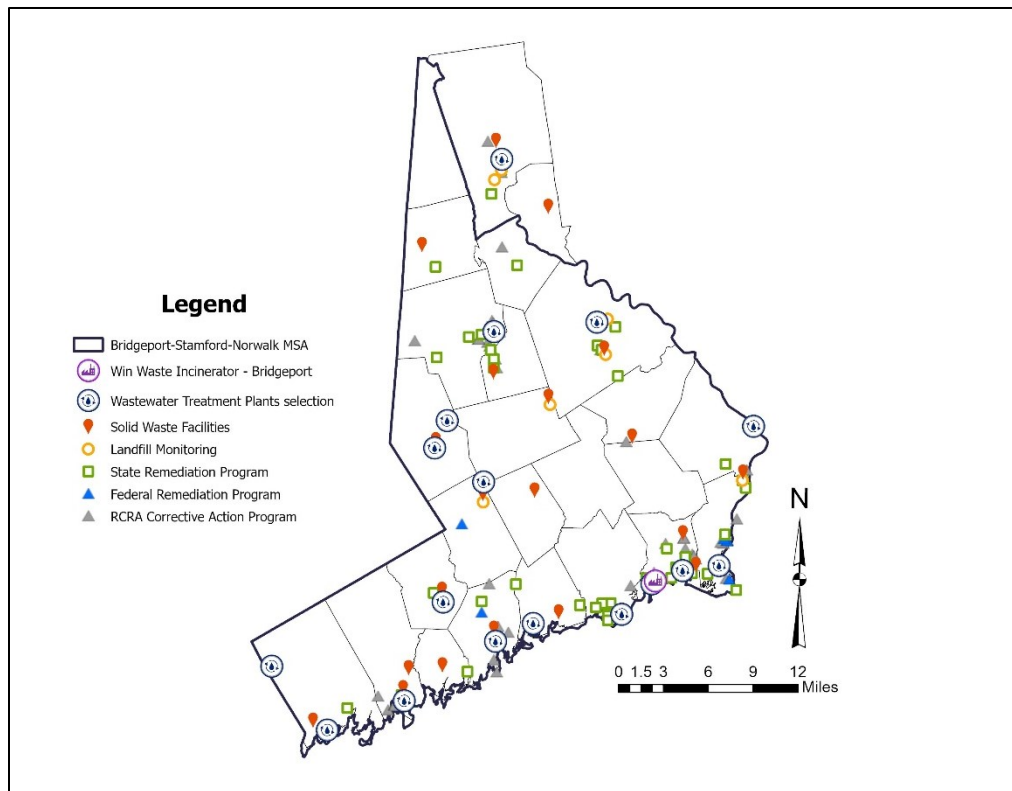 Legend
Bridgeport-Stamford-Norwalk MSA
Win Waste Incinerator - Bridgeport
Wastewater Treatment Plants selection
Solid Waste Facilities
Landfill Monitoring
State Remediation Program
Federal Remediation Program
RCRA Corrective Action Program
N
0 1.5 3 6 9 12
Miles